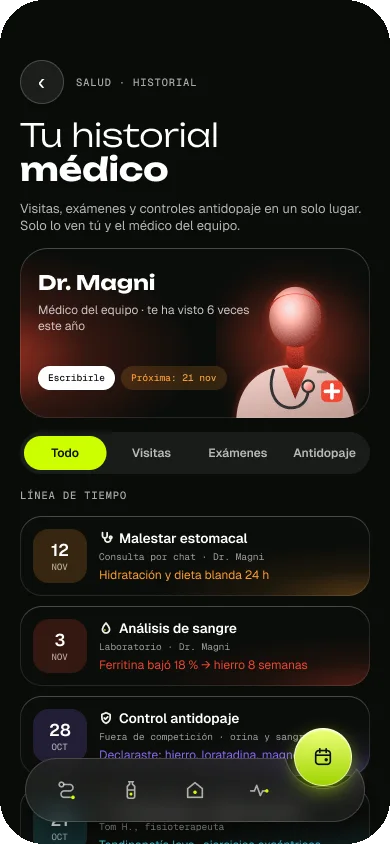 SALUD · HISTORIAL
Tu historial
médico
Visitas, exámenes y controles antidopaje en un solo lugar.
Solo lo ven tú y el médico del equipo.
Dr. Magni
Médico del equipo · te ha visto 6 veces
este año
Escribirle
Próxima: 21 nov
Todo
Visitas
Exámenes
Antidopaje
LÍNEA DE TIEMPO
12
NOV
Malestar estomacal
Consulta por chat · Dr. Magni
Hidratación y dieta blanda 24 h
3
NOV
Análisis de sangre
Laboratorio · Dr. Magni
Ferritina bajó 18 % → hierro 8 semanas
28
OCT
Control antidopaje
Fuera de competición · orina y
Declaraste: hierro, loratadina,
OCT
Tom H., fisioterapeuta